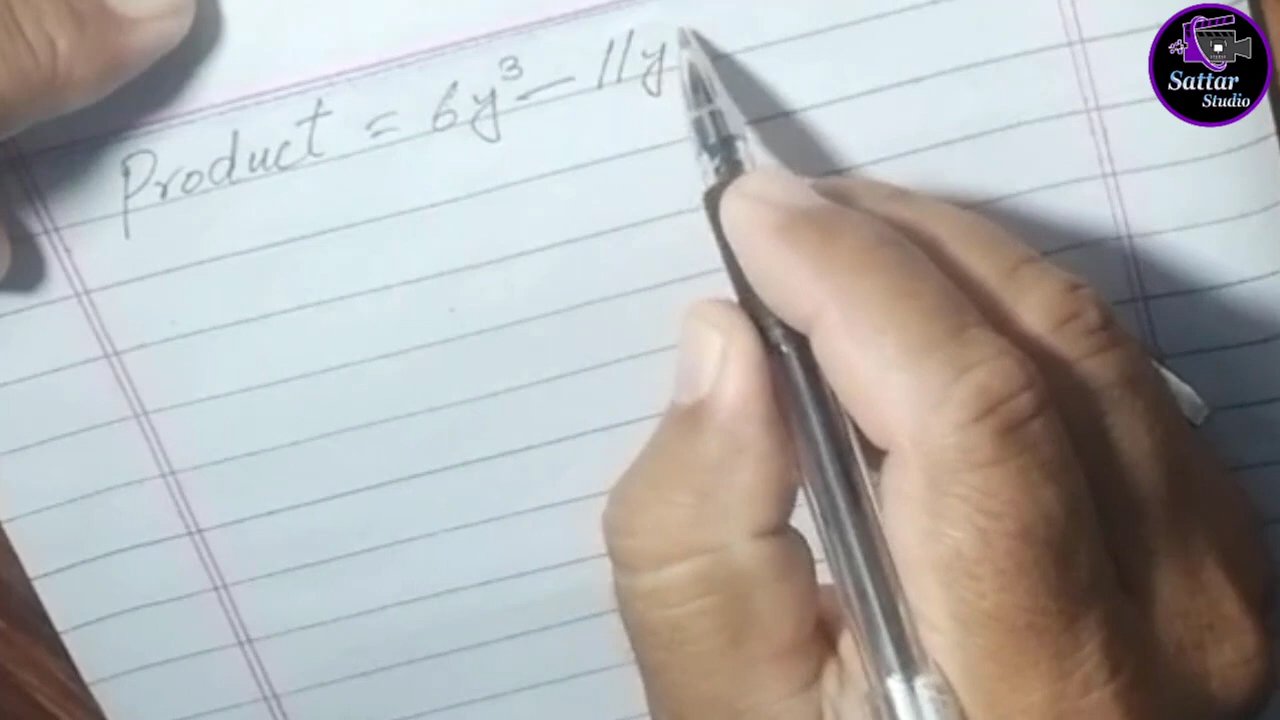 Product = 6y³ - 11y
Sattar
Studio